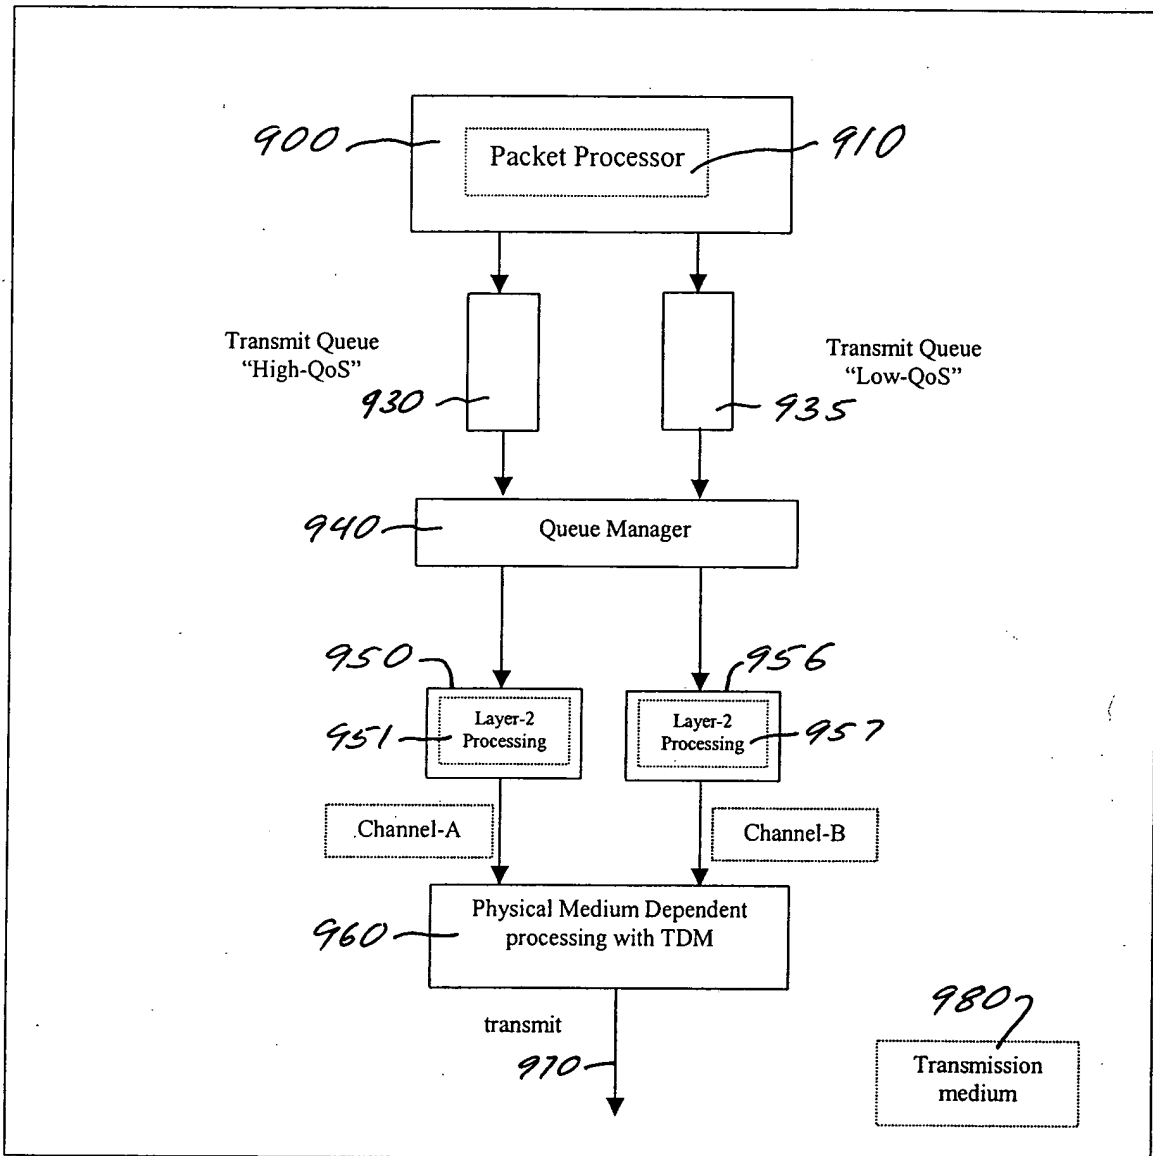 900
Packet Processor
910
Transmit Queue
"High-QoS"
930
Transmit Queue
"Low-QoS"
935
940
Queue Manager
950
956
951
Layer-2
Processing
Layer-2
Processing
957
Channel-A
Channel-B
960
Physical Medium Dependent
processing with TDM
transmit
970
980
Transmission
medium